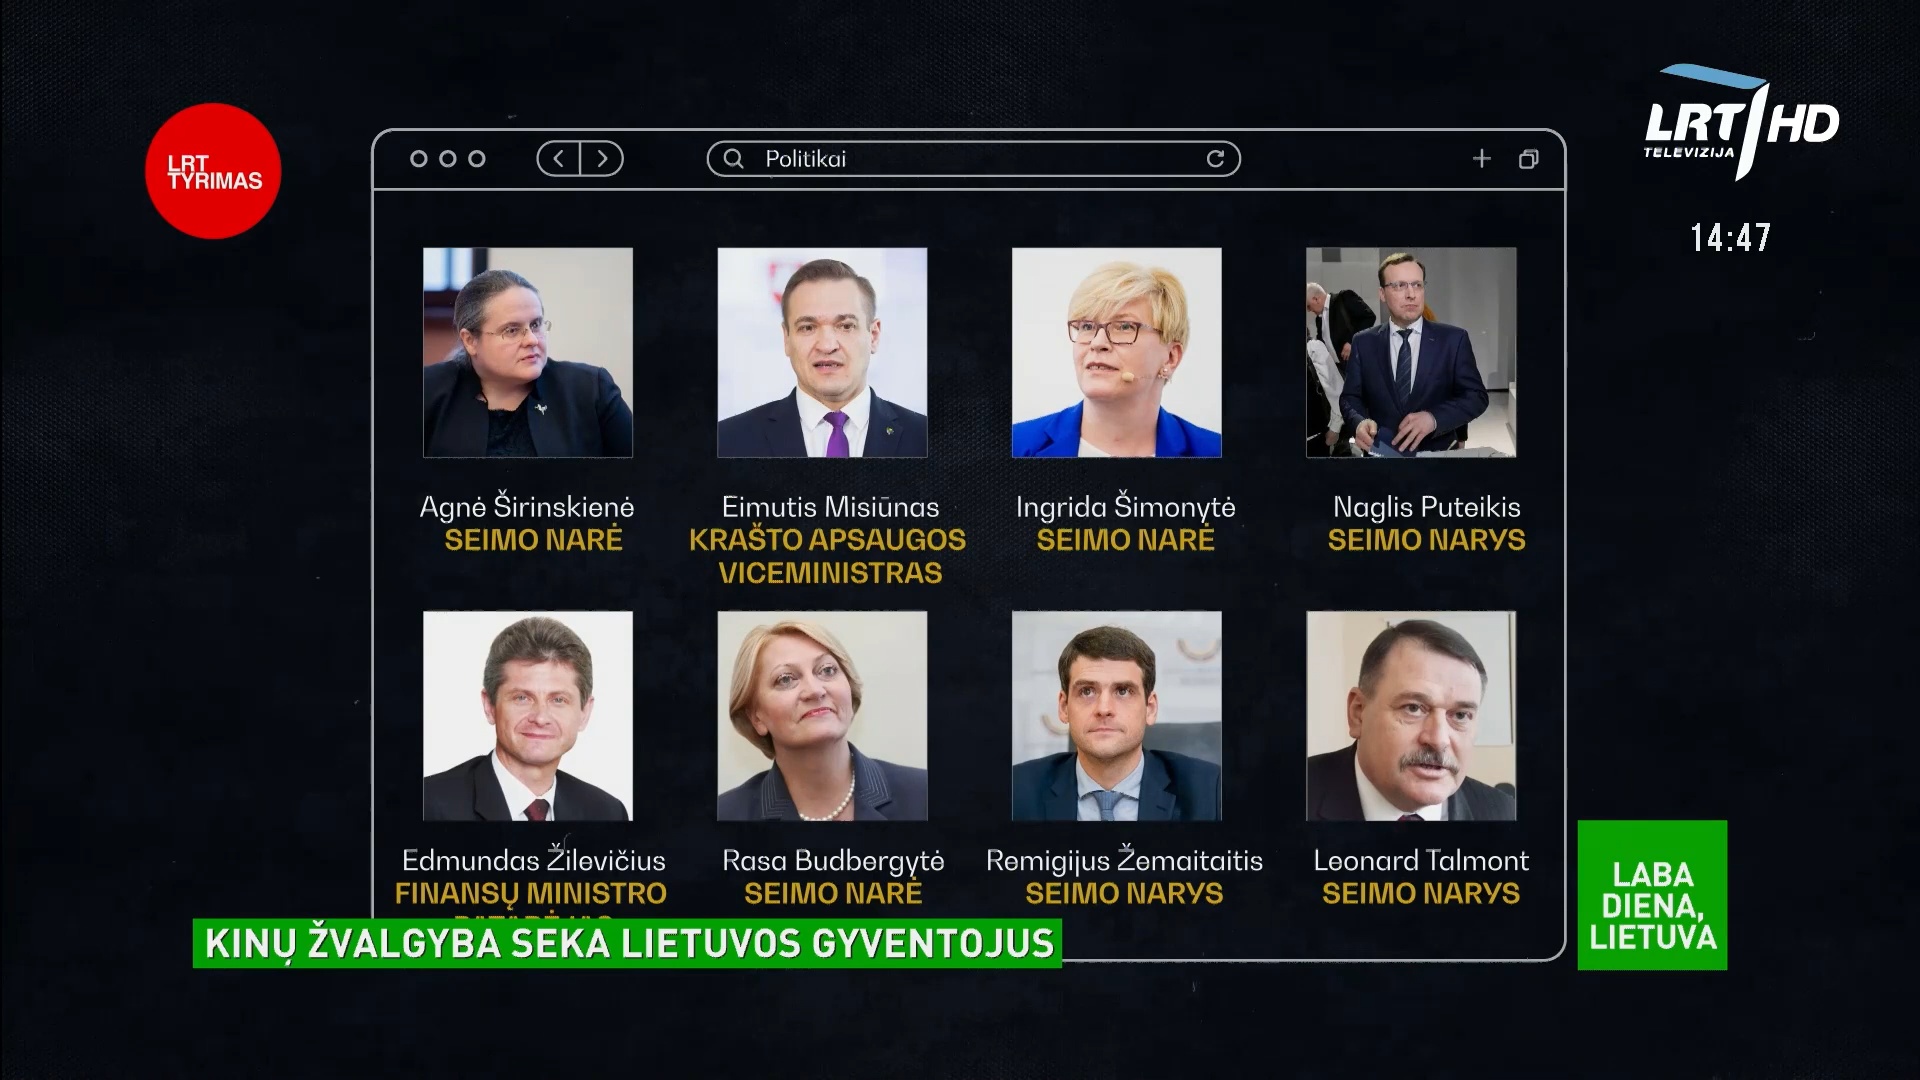 LRT
TYRIMAS
Politikai
LRT HD
TELEVIZIJA
14:47
Agnė Širinskienė
SEIMO NARĖ
Eimutis Misiūnas
KRAŠTO APSAUGOS
VICEMINISTRAS
Ingrida Šimonytė
SEIMO NARĖ
Naglis Puteikis
SEIMO NARYS
Edmundas Žilevičius
FINANSŲ MINISTRO
Rasa Budbergytė
SEIMO NARĖ
Remigijus Žemaitaitis
SEIMO NARYS
Leonard Talmont
SEIMO NARYS
KINŲ ŽVALGYBA SEKA LIETUVOS GYVENTOJUS
LABA
DIENA,
LIETUVA